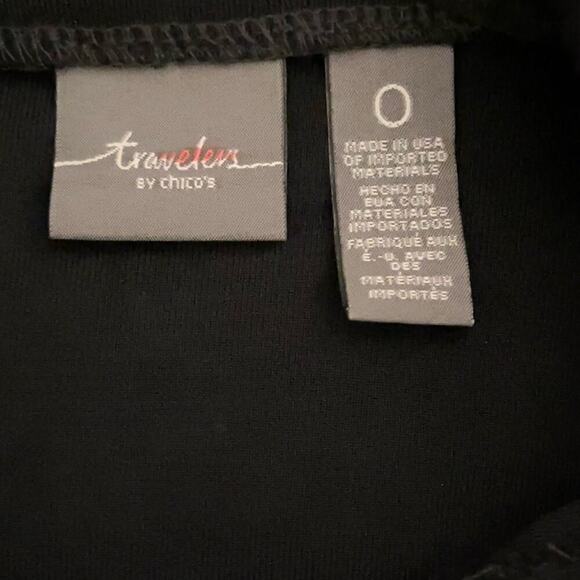 travelers
BY CHICO'S
0
MADE IN USA
OF IMPORTED
MATERIALS
HECHO EN
EUA CON
MATERIALES
IMPORTADOS
FABRIQUÉ AUX
É.-U. AVEC
DES
MATÉRIAUX
IMPORTÉS